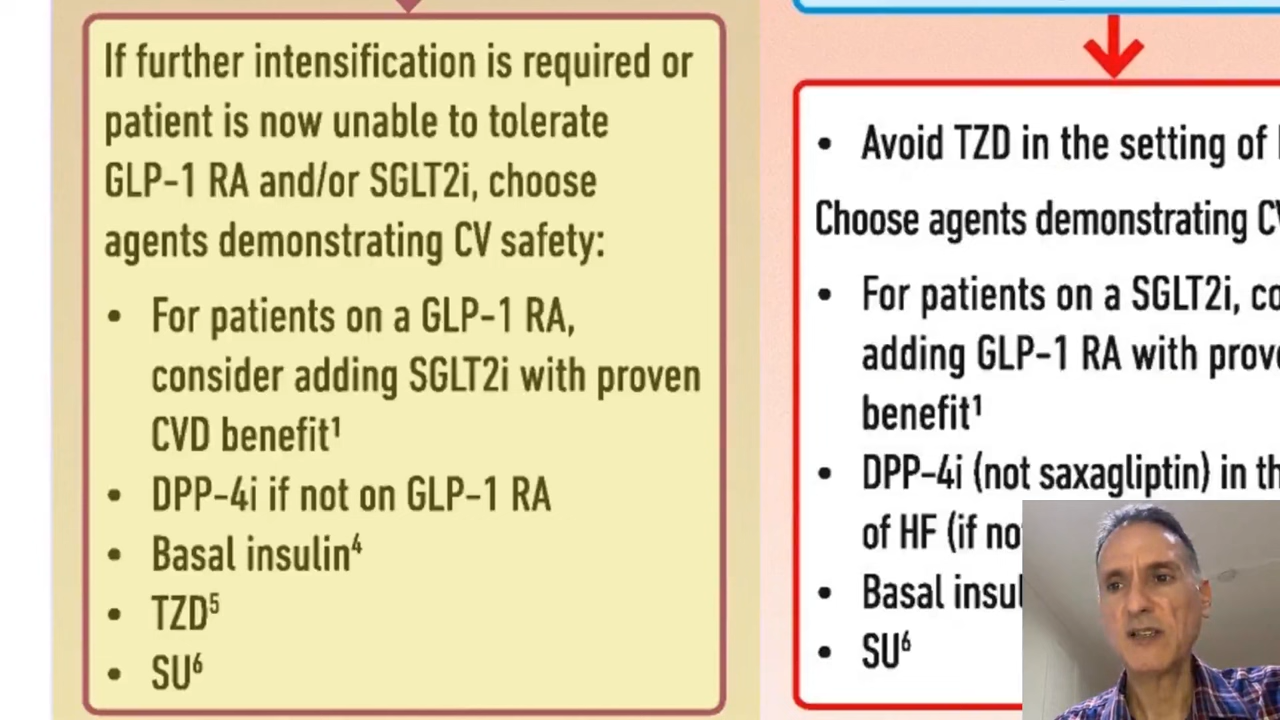 If further intensification is required or
patient is now unable to tolerate
GLP-1 RA and/or SGLT2i, choose
agents demonstrating CV safety:
• For patients on a GLP-1 RA,
consider adding SGLT2i with proven
CVD benefit¹
• DPP-4i if not on GLP-1 RA
• Basal insulin⁴
• TZD⁵
• SU⁶
• Avoid TZD in the setting of
Choose agents demonstrating
• For patients on a SGLT2i,
adding GLP-1 RA with
benefit¹
• DPP-4i (not saxagliptin) in
of HF (if
• Basal
• SU⁶